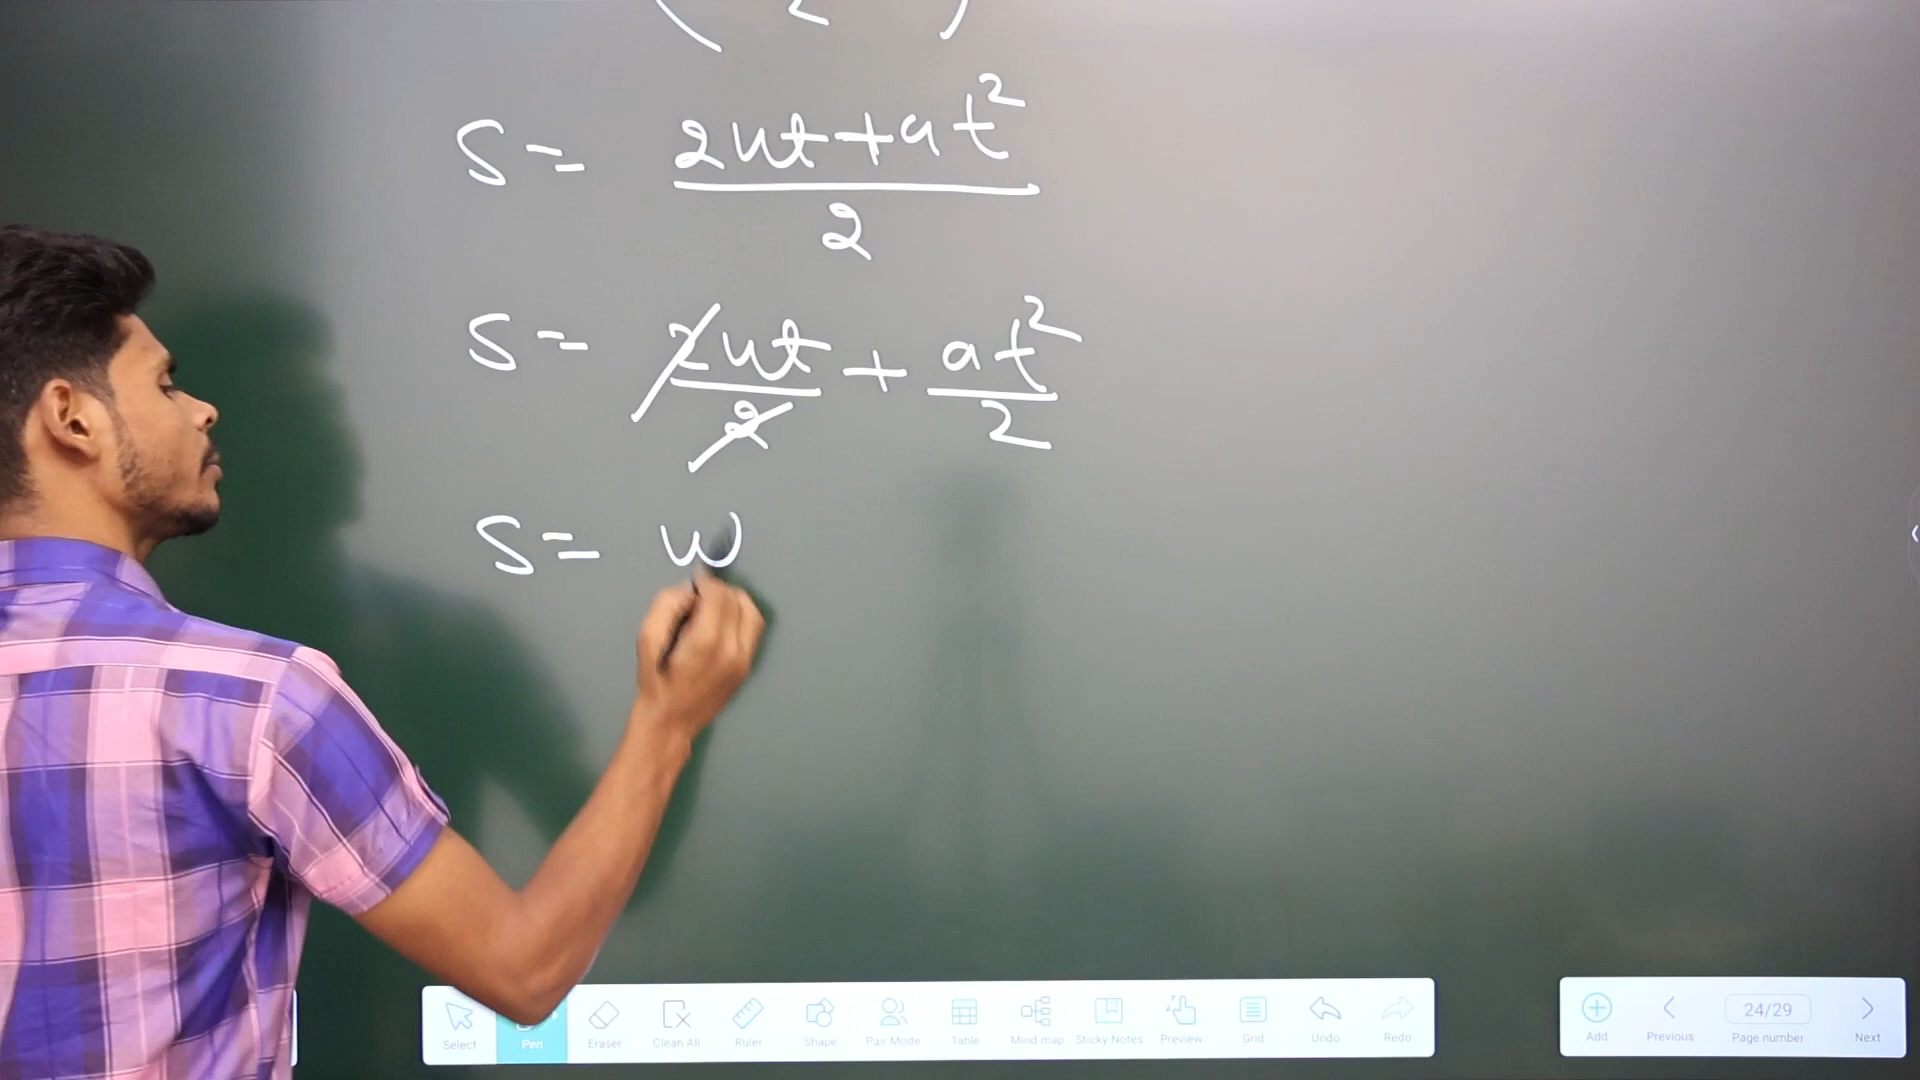 ( 2 )
S = 2ut+at²
2
S = 2ut + at²
2 2
S = u
Select Pen Eraser Clean All Ruler Shape Pair Mode Table Mind map Sticky Notes Preview Grid Undo Redo
Add Previous 24/29 Page number Next